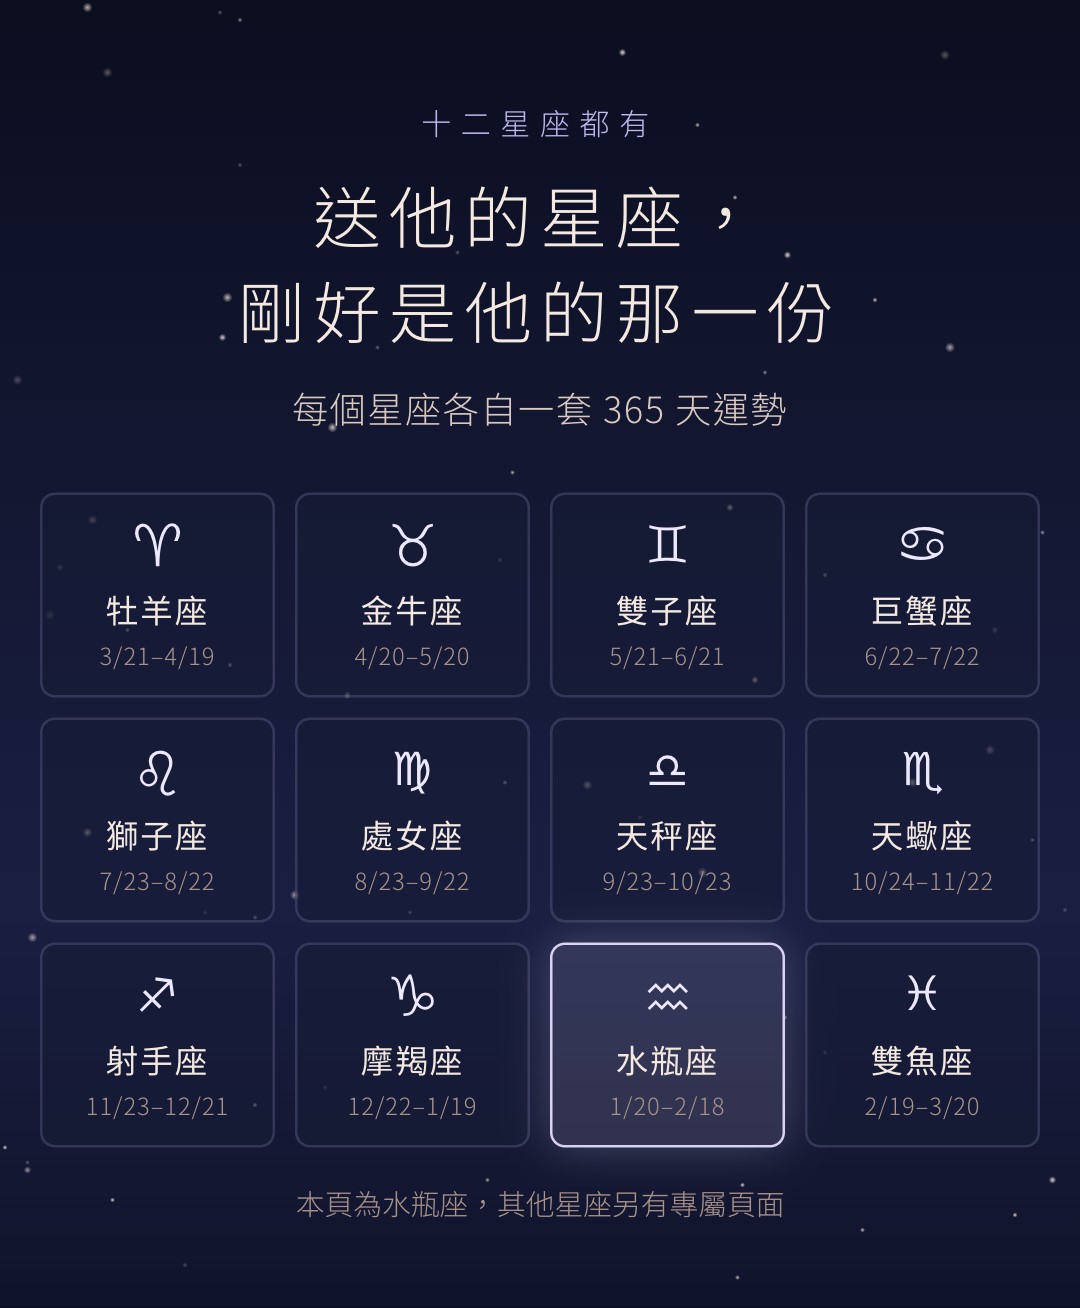 十二星座都有
送他的星座，
剛好是他的那一份
每個星座各自一套 365 天運勢
♈ ♉ ♊ ♋
牡羊座 金牛座 雙子座 巨蟹座
3/21–4/19 4/20–5/20 5/21–6/21 6/22–7/22
♌ ♍ ♎ ♏
獅子座 處女座 天秤座 天蠍座
7/23–8/22 8/23–9/22 9/23–10/23 10/24–11/22
♐ ♑ ♒ ♓
射手座 摩羯座 水瓶座 雙魚座
11/23–12/21 12/22–1/19 1/20–2/18 2/19–3/20
本頁為水瓶座，其他星座另有專屬頁面